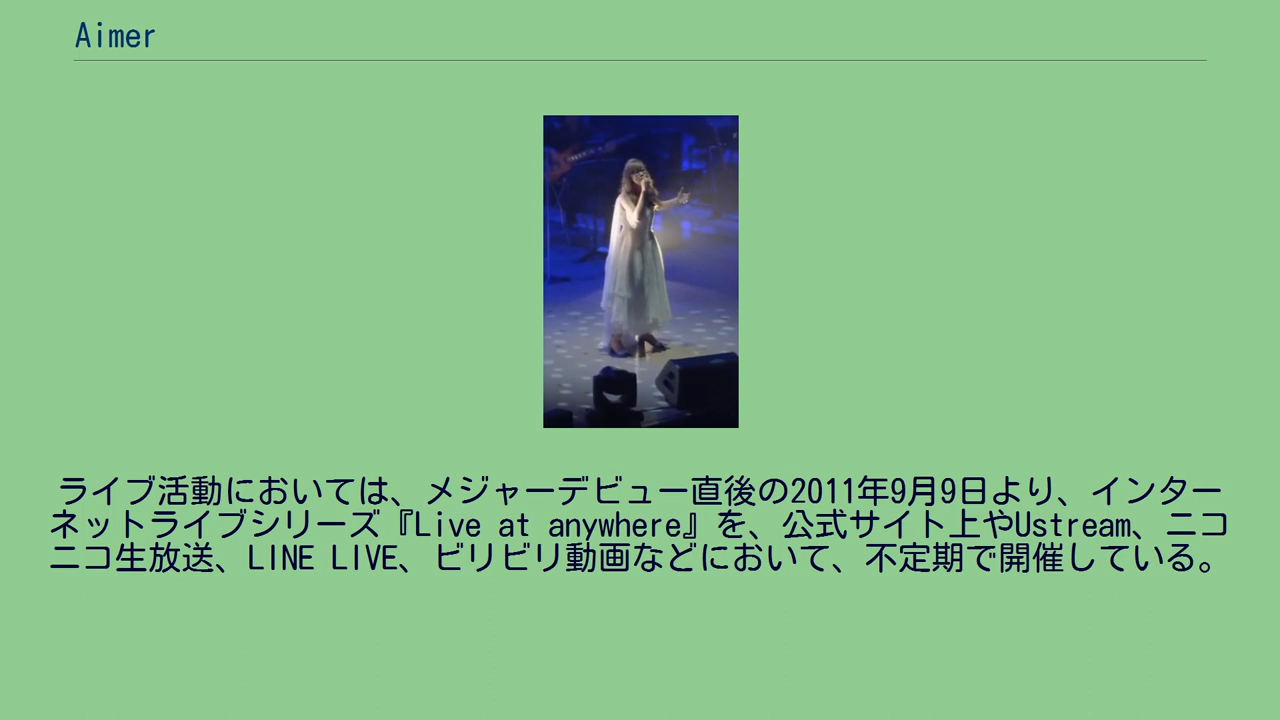 Aimer
ライブ活動においては、メジャーデビュー直後の2011年9月9日より、インター
ネットライブシリーズ『Live at anywhere』を、公式サイト上やUstream、ニコ
ニコ生放送、LINE LIVE、ビリビリ動画などにおいて、不定期で開催している。